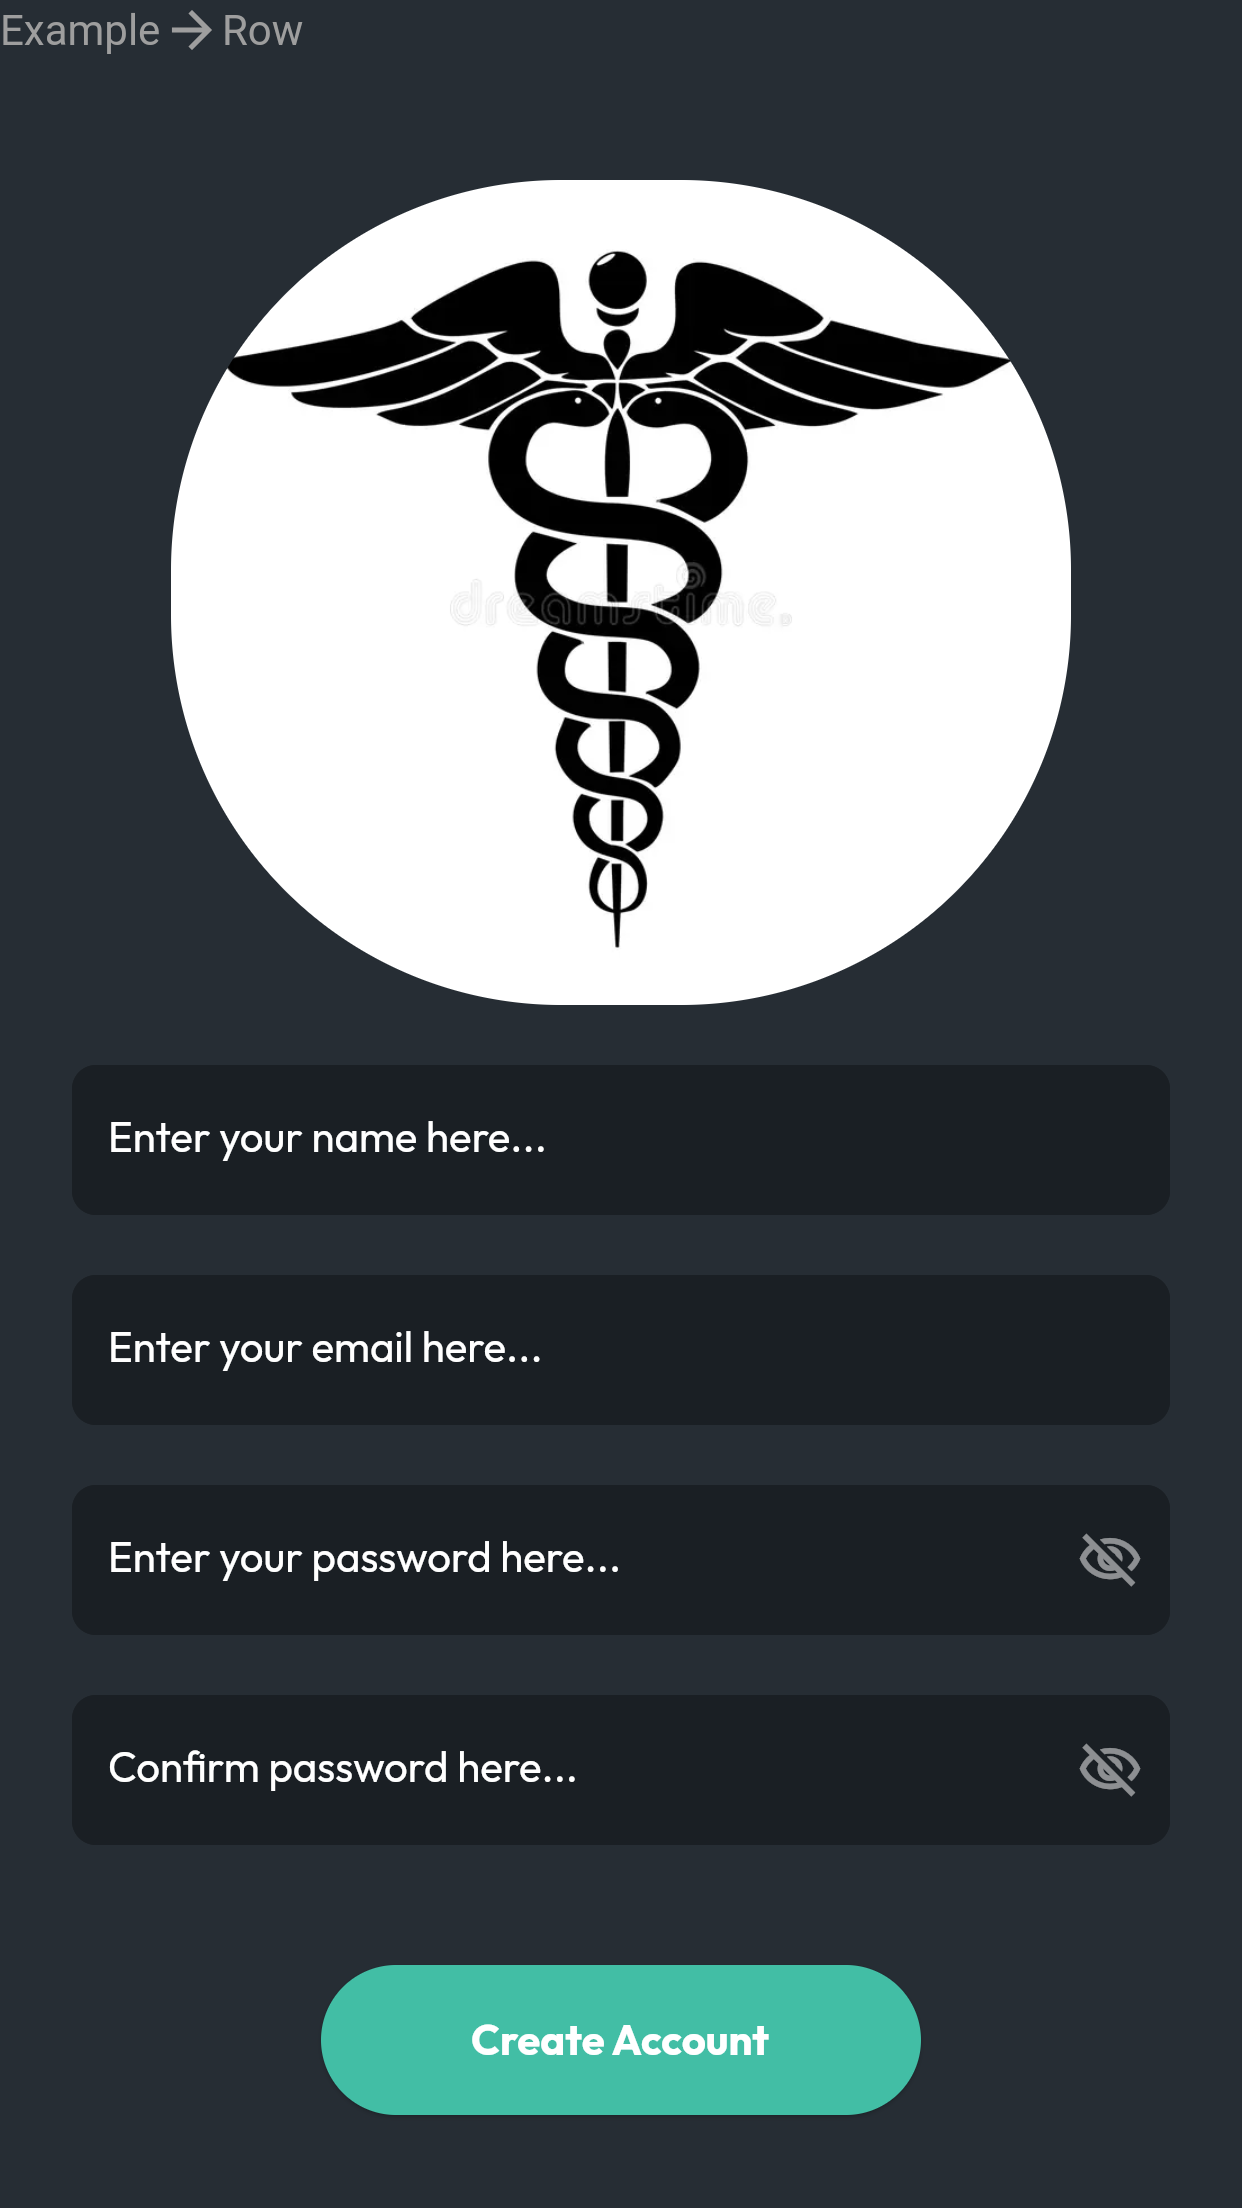 Example → Row
dreamstime.
Enter your name here...
Enter your email here...
Enter your password here...
Confirm password here...
Create Account